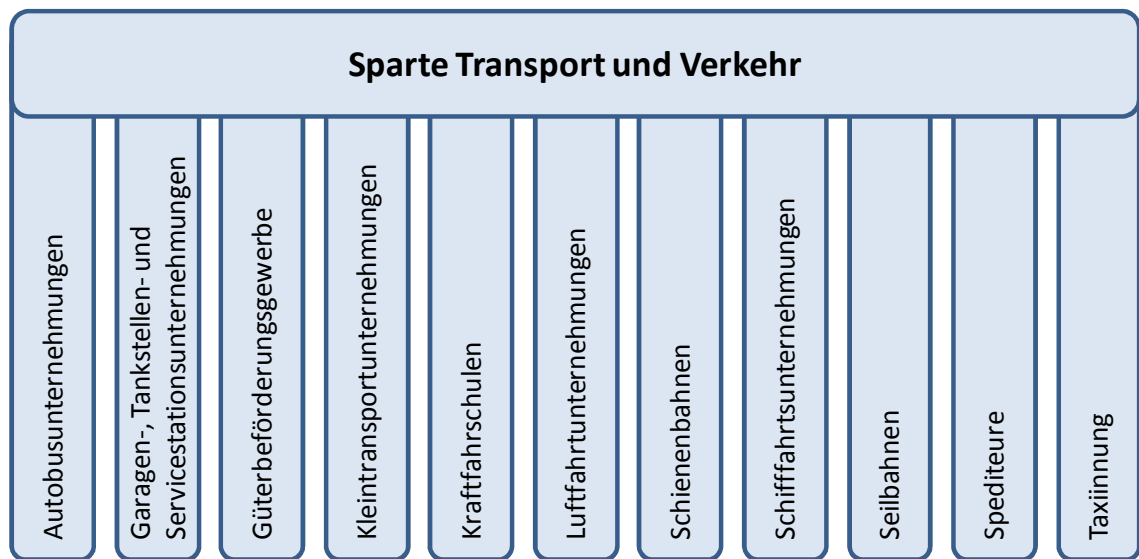 Sparte Transport und Verkehr
Autobusunternehmungen
Garagen-, Tankstellen- und
Servicestationsunternehmungen
Güterbeförderungsgewerbe
Kleintransportunternehmungen
Kraftfahrschulen
Luftfahrtunternehmungen
Schienenbahnen
Schifffahrtsunternehmungen
Seilbahnen
Spediteure
Taxiinnung